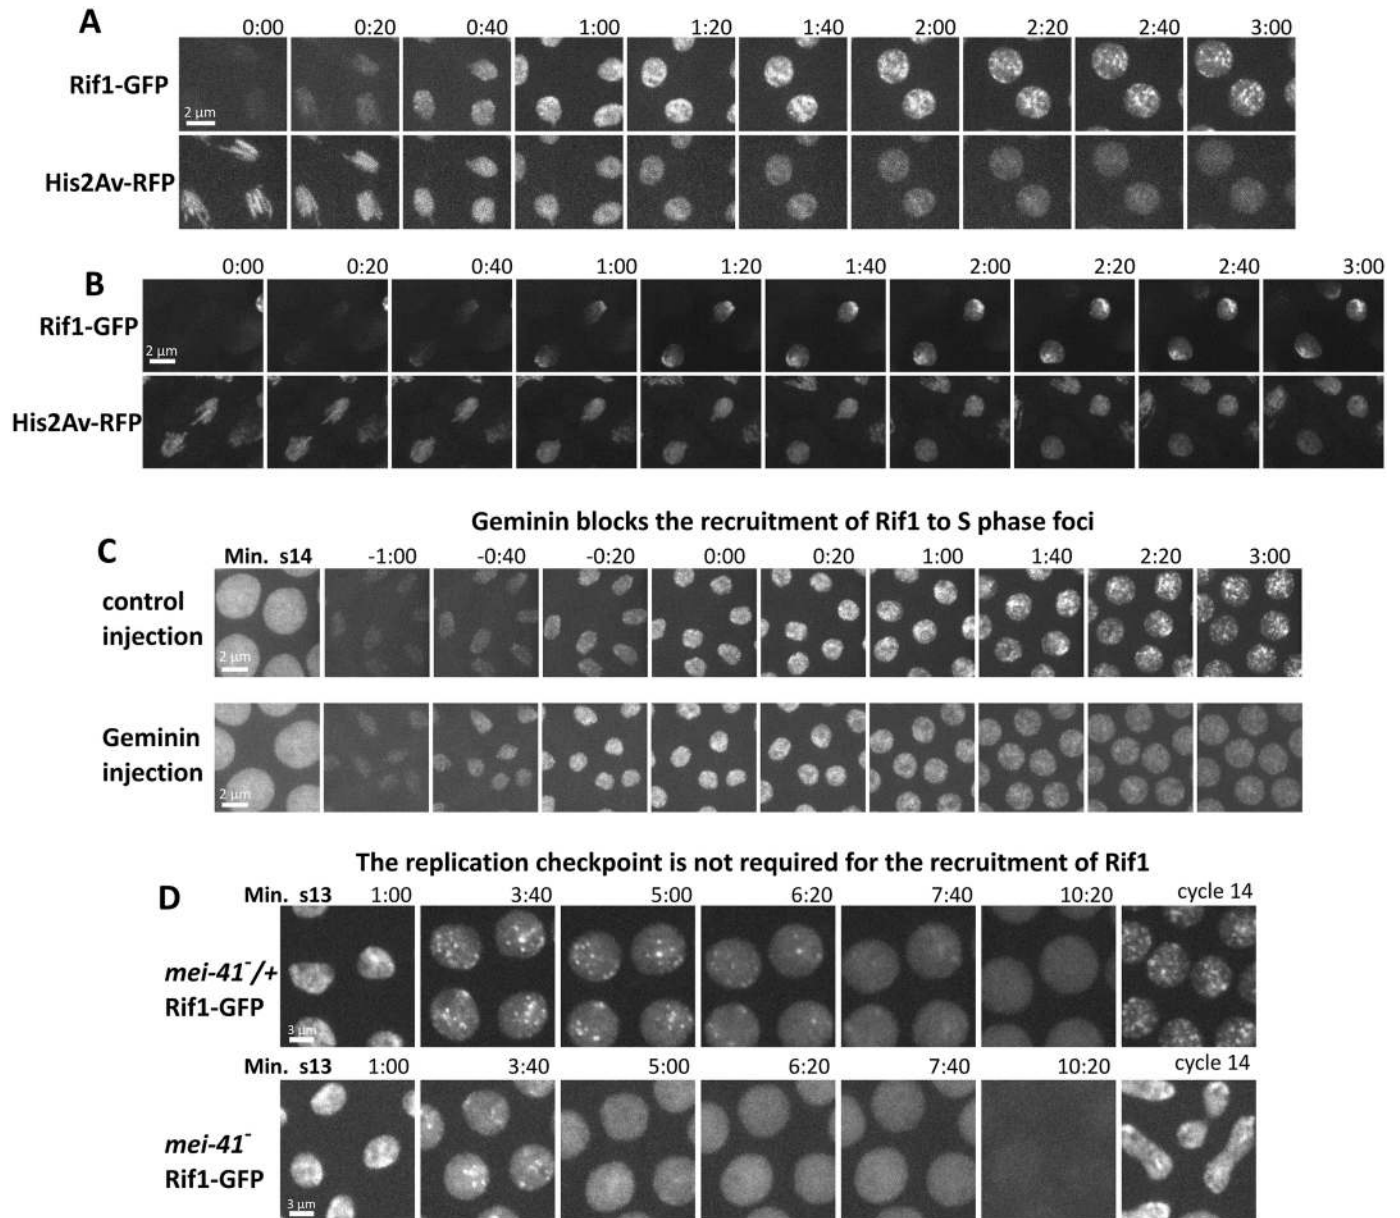 A
0:00 0:20 0:40 1:00 1:20 1:40 2:00 2:20 2:40 3:00
Rif1-GFP
2 µm
His2Av-RFP
B
0:00 0:20 0:40 1:00 1:20 1:40 2:00 2:20 2:40 3:00
Rif1-GFP
2 µm
His2Av-RFP
Geminin blocks the recruitment of Rif1 to S phase foci
C
Min. s14 -1:00 -0:40 -0:20 0:00 0:20 1:00 1:40 2:20 3:00
control
injection
2 µm
Geminin
injection
2 µm
The replication checkpoint is not required for the recruitment of Rif1
D
Min. s13 1:00 3:40 5:00 6:20 7:40 10:20 cycle 14
mei-41⁻/+
Rif1-GFP
3 µm
Min. s13 1:00 3:40 5:00 6:20 7:40 10:20 cycle 14
mei-41⁻
Rif1-GFP
3 µm